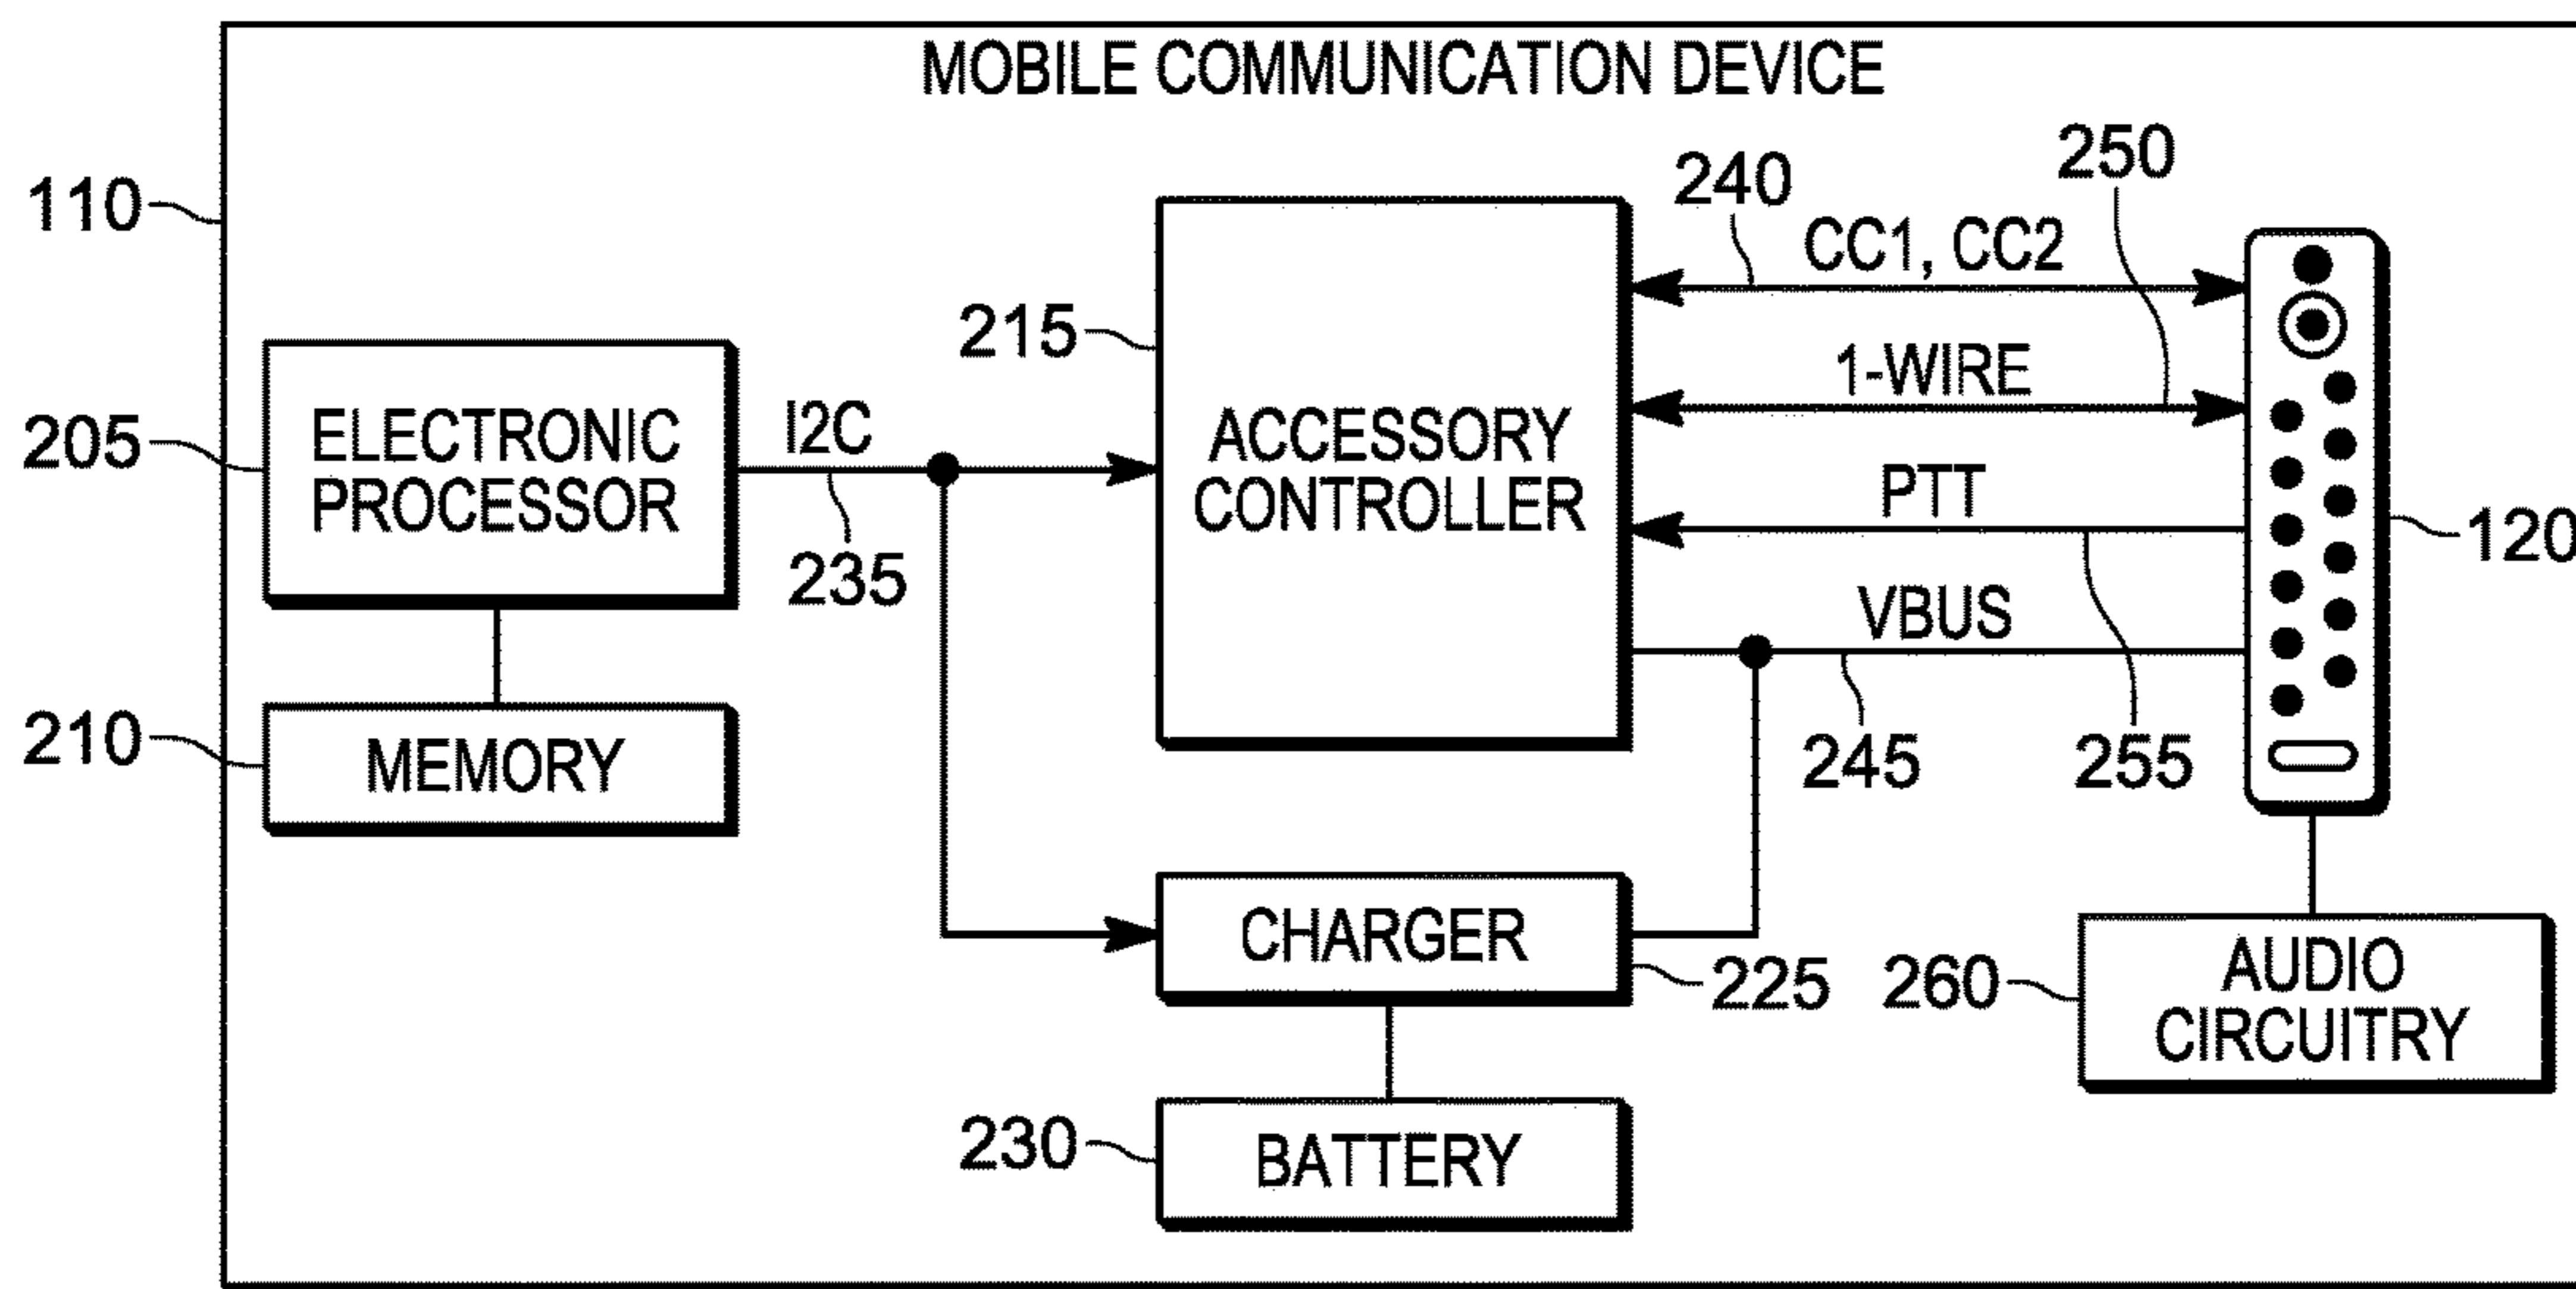 MOBILE COMMUNICATION DEVICE
110
240
250
CC1, CC2
215
1-WIRE
205
ELECTRONIC
PROCESSOR
I2C
235
ACCESSORY
CONTROLLER
PTT
120
VBUS
210
MEMORY
245
255
CHARGER
225
260
AUDIO
CIRCUITRY
230
BATTERY